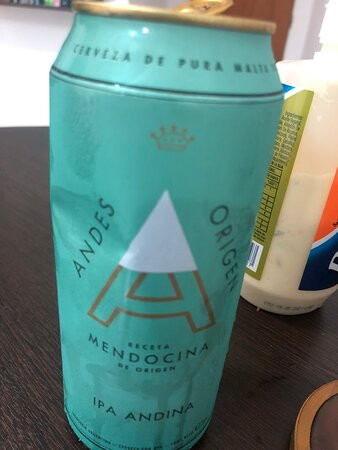 CERVEZA DE PURA MALTA
ANDES
ORIGEN
RECETA
MENDOCINA
DE ORIGEN
IPA ANDINA